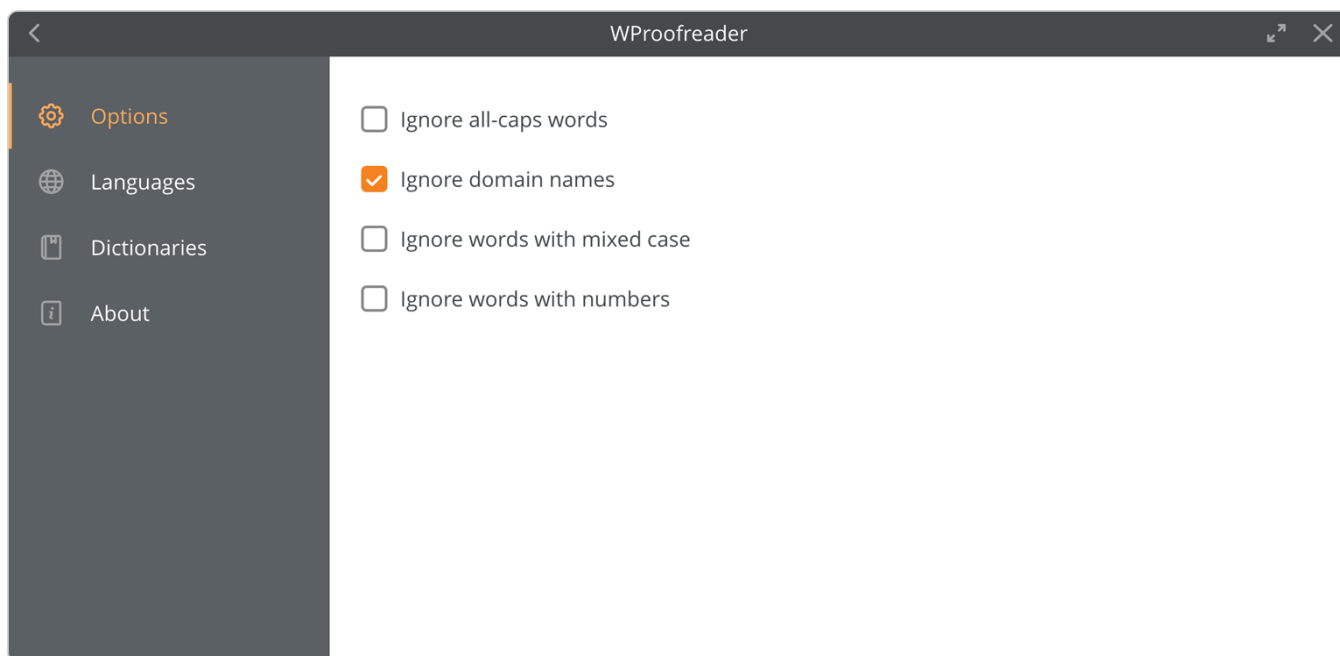 WProofreader
Options
Languages
Dictionaries
About
Ignore all-caps words
Ignore domain names
Ignore words with mixed case
Ignore words with numbers